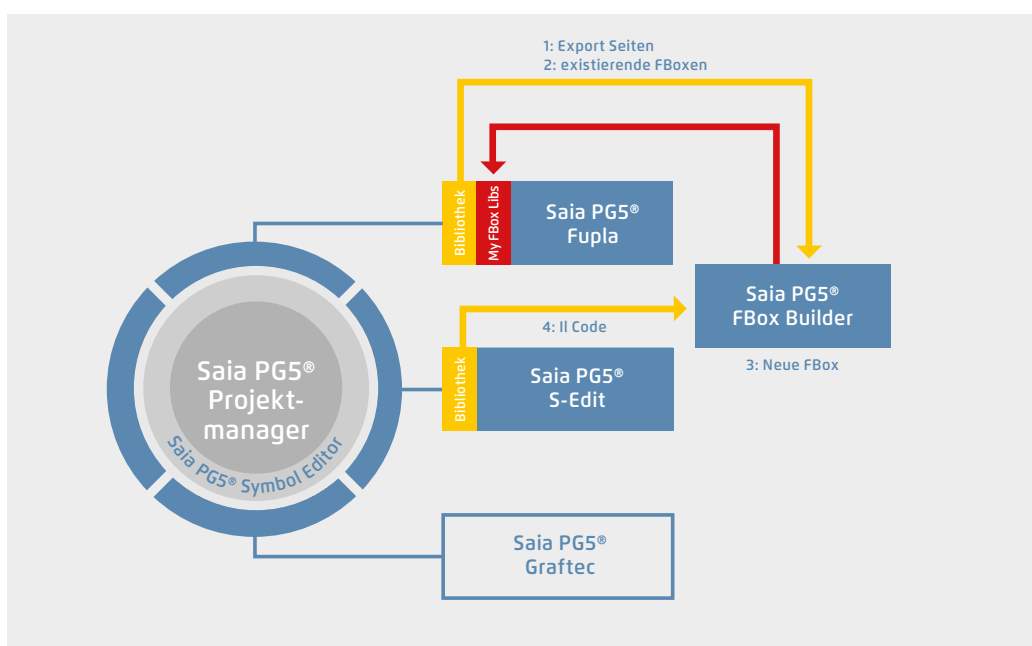 1: Export Seiten
2: existierende FBoxen
Bibliothek
My FBox Libs
Saia PG5®
Fupla
Saia PG5®
FBox Builder
3: Neue FBox
4: Il Code
Bibliothek
Saia PG5®
S-Edit
Saia PG5®
Projekt-
manager
Saia PG5® Symbol Editor
Saia PG5®
Graftec